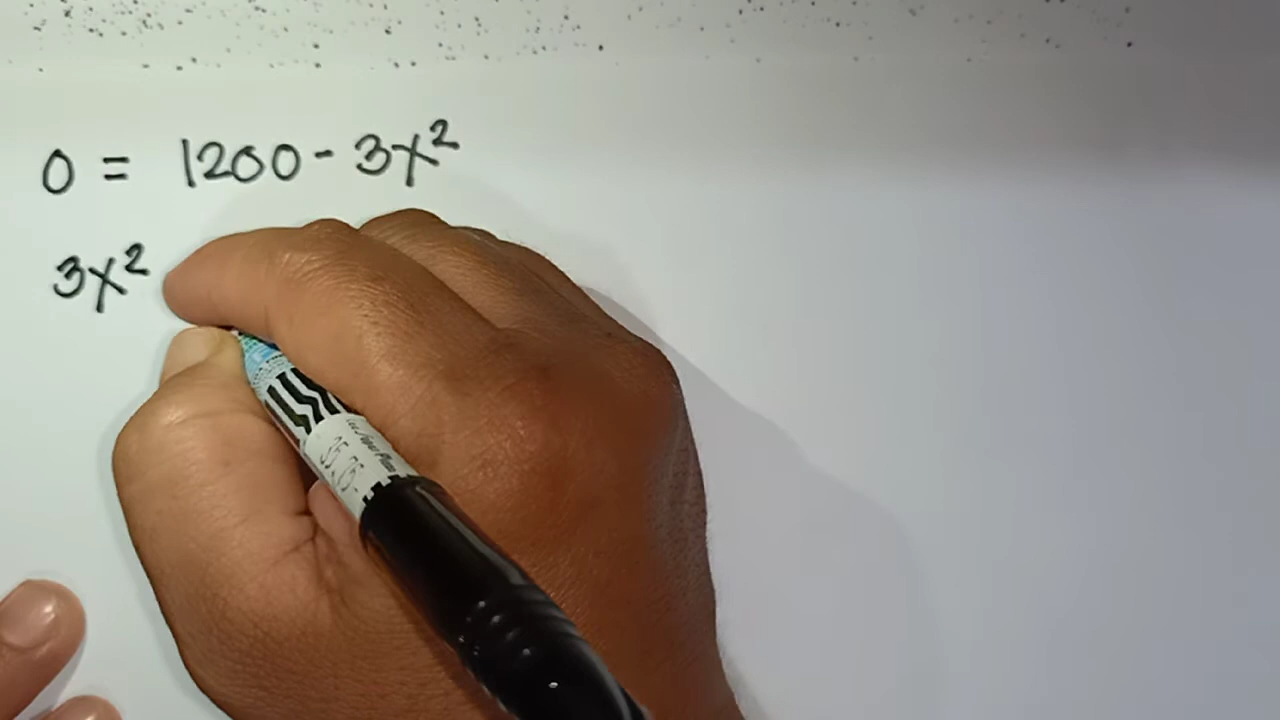 0 = 1200 - 3x²
3x²